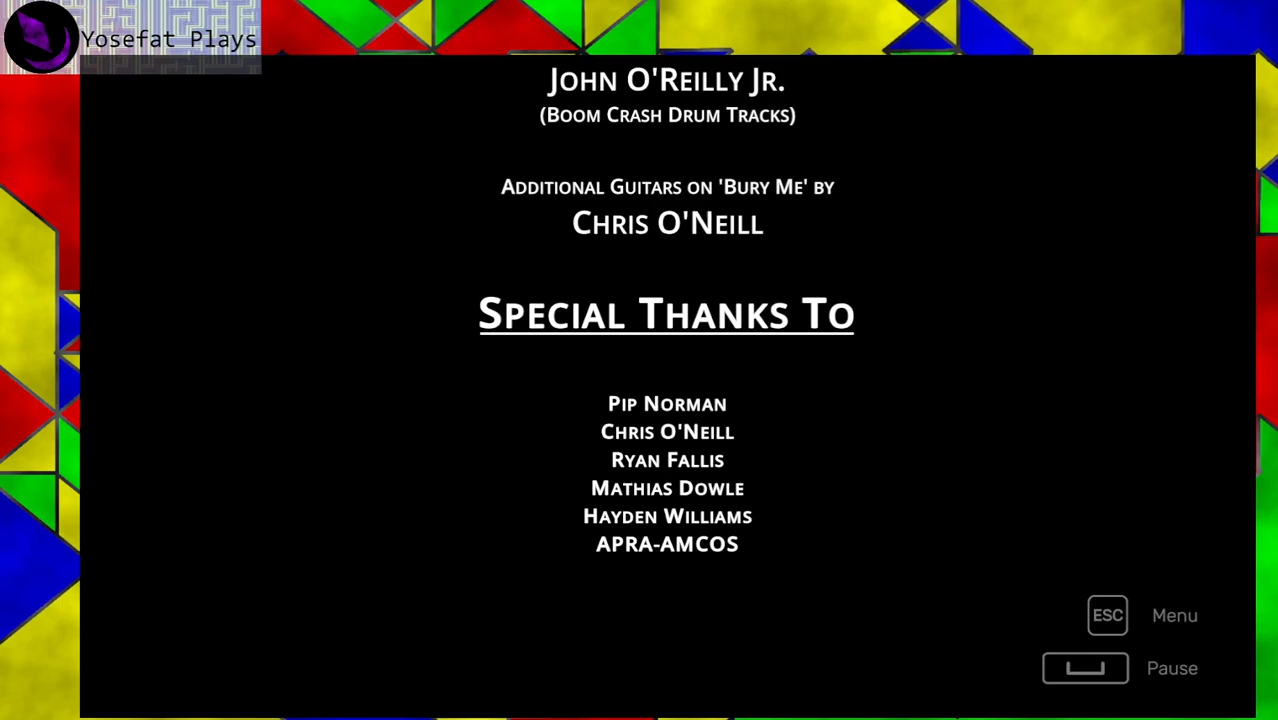 Yosefat Plays
John O'Reilly Jr.
(Boom Crash Drum Tracks)
Additional Guitars on 'Bury Me' by
Chris O'Neill
Special Thanks To
Pip Norman
Chris O'Neill
Ryan Fallis
Mathias Dowle
Hayden Williams
APRA-AMCOS
ESC Menu
Pause